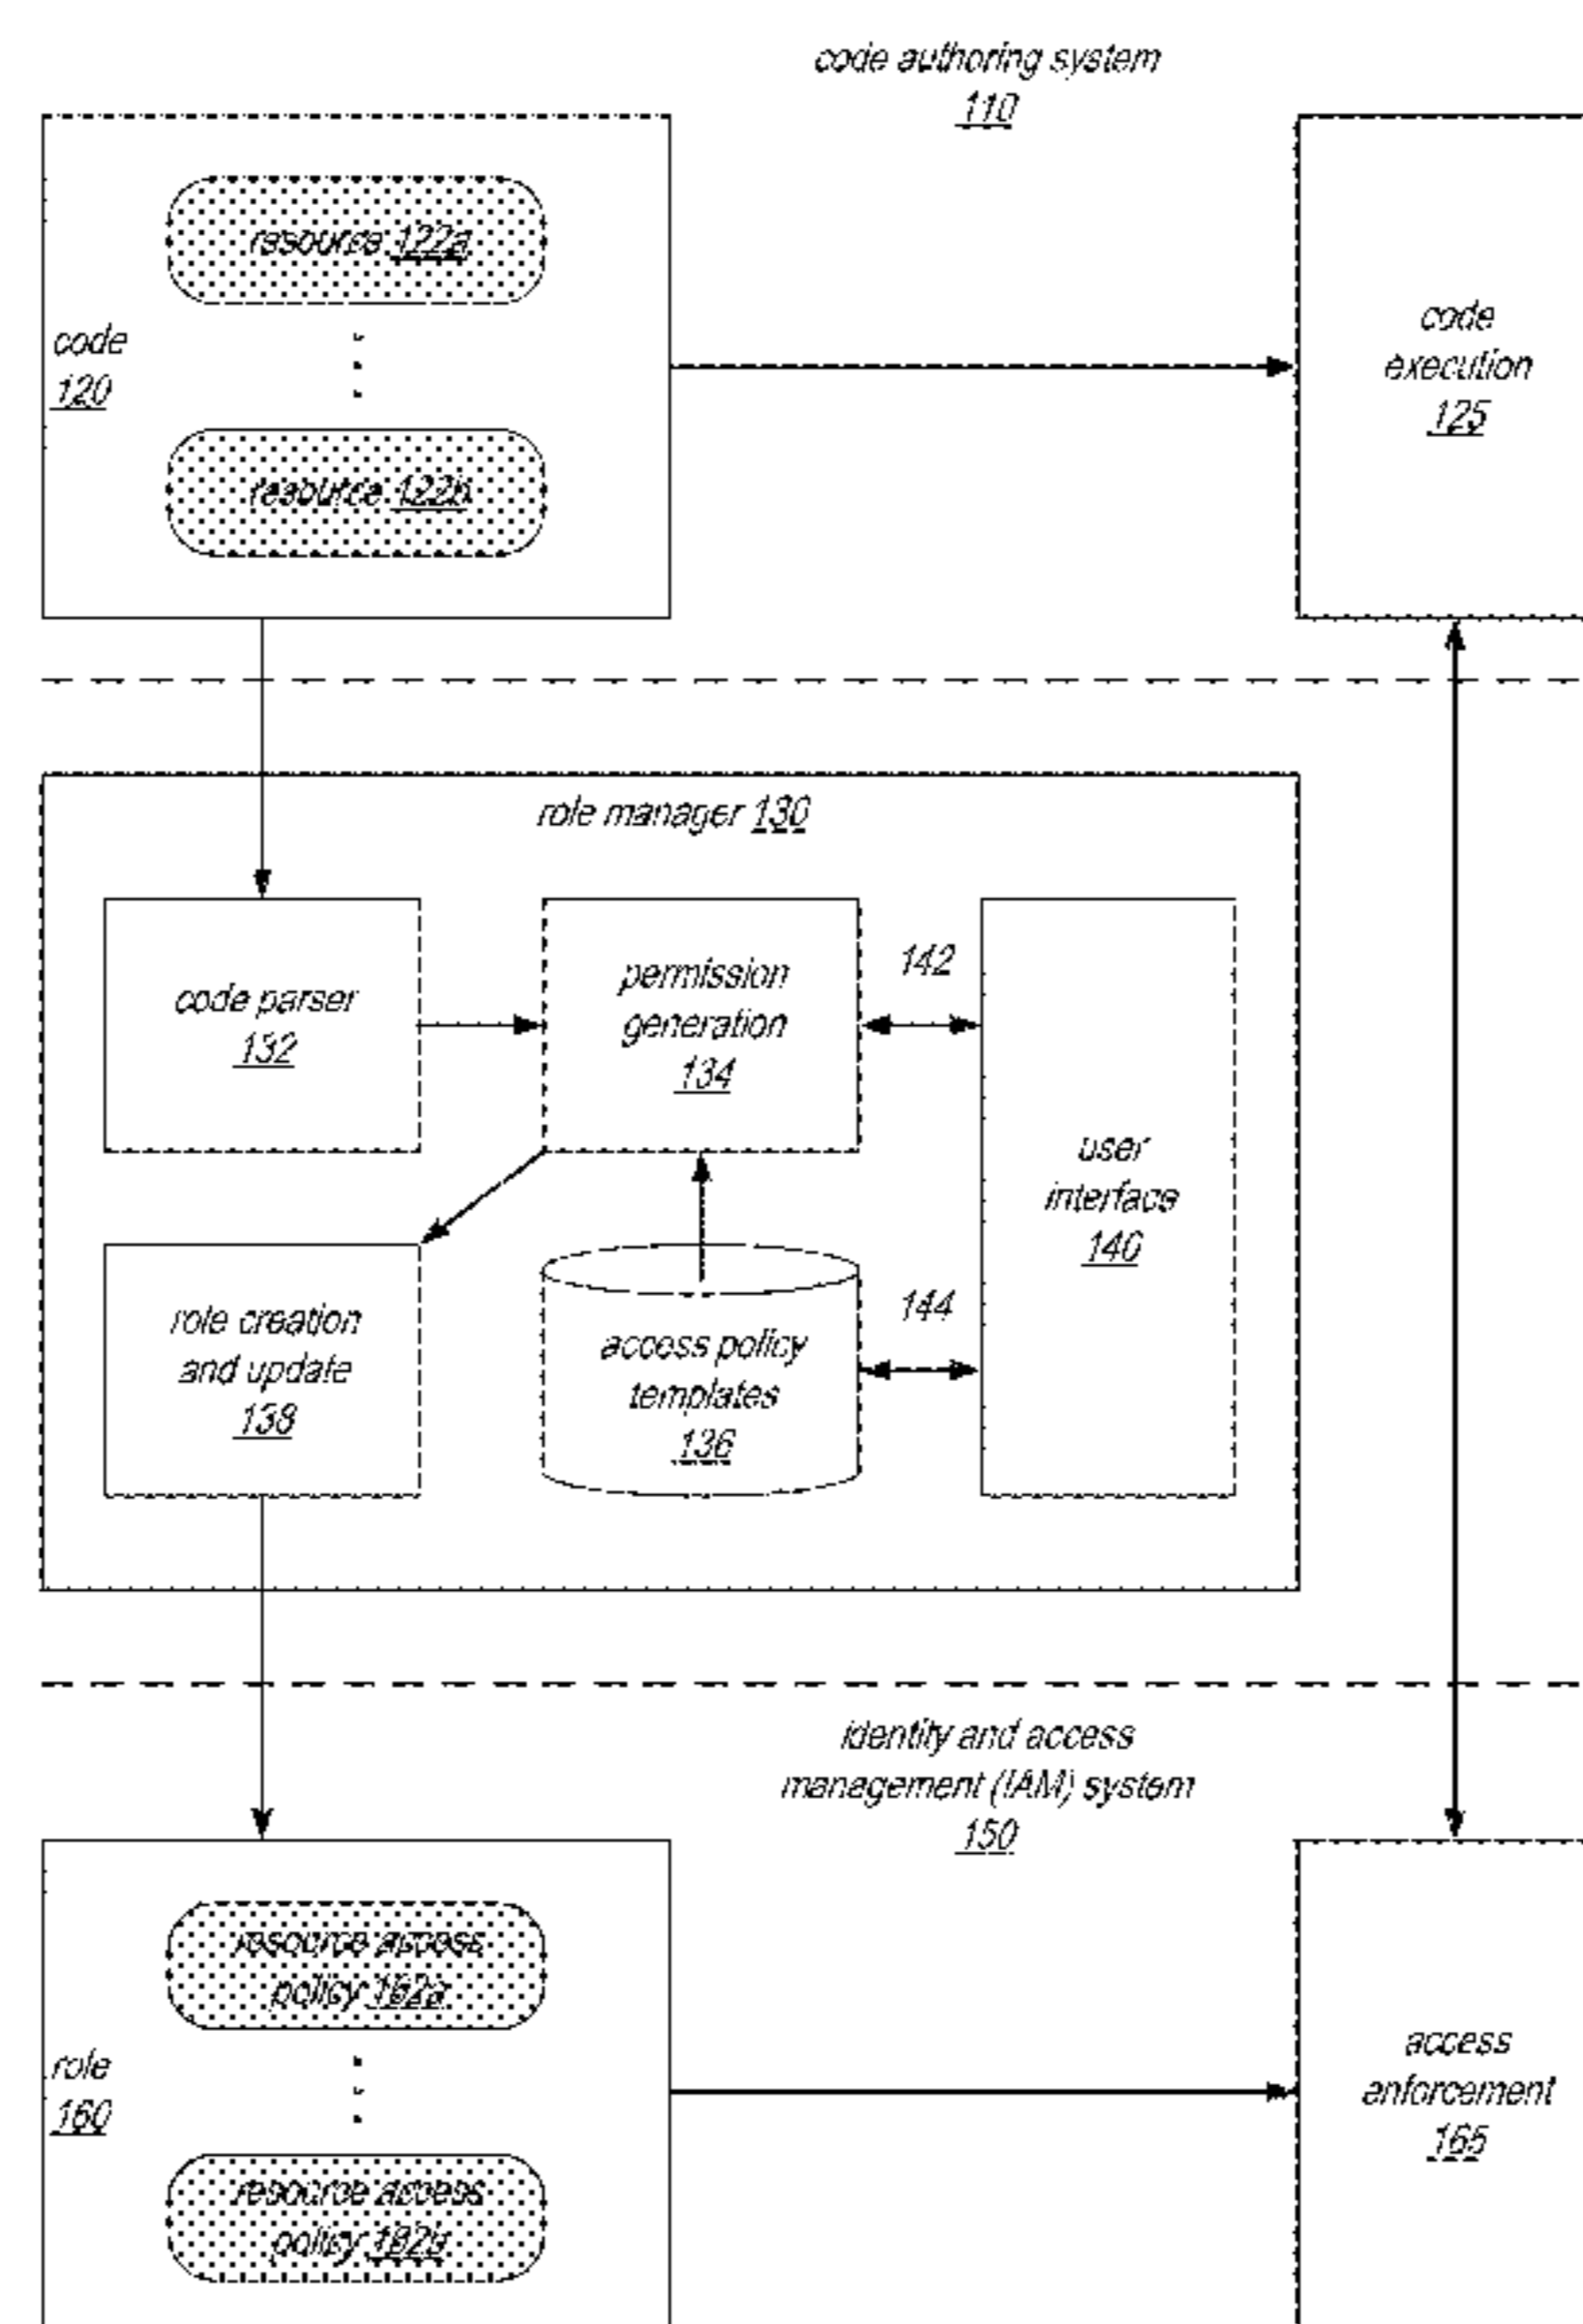 code authoring system
110
resource 122a
code
120
resource 122b
code
execution
125
role manager 130
code parser
132
permission
generation
134
142
user
interface
140
role creation
and update
138
access policy
templates
136
144
identity and access
management (IAM) system
150
resource access
policy 162a
role
160
resource access
policy 162b
access
enforcement
165